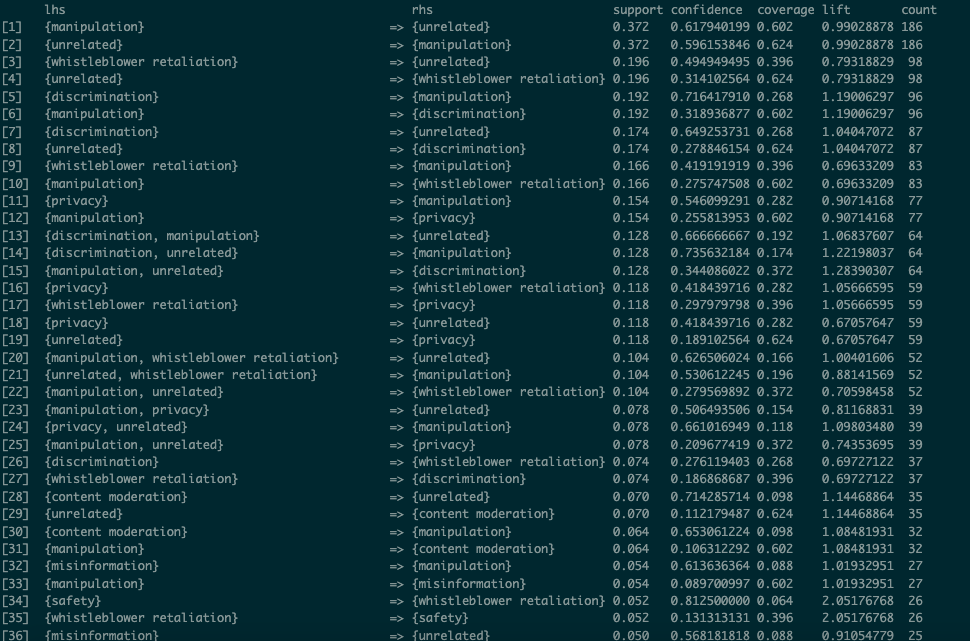 lhs rhs support confidence coverage lift count
[1] {manipulation} => {unrelated} 0.372 0.617940199 0.602 0.99028878 186
[2] {unrelated} => {manipulation} 0.372 0.596153846 0.624 0.99028878 186
[3] {whistleblower retaliation} => {unrelated} 0.196 0.494949495 0.396 0.79318829 98
[4] {unrelated} => {whistleblower retaliation} 0.196 0.314102564 0.624 0.79318829 98
[5] {discrimination} => {manipulation} 0.192 0.716417910 0.268 1.19006297 96
[6] {manipulation} => {discrimination} 0.192 0.318936877 0.602 1.19006297 96
[7] {discrimination} => {unrelated} 0.174 0.649253731 0.268 1.04047072 87
[8] {unrelated} => {discrimination} 0.174 0.278846154 0.624 1.04047072 87
[9] {whistleblower retaliation} => {manipulation} 0.166 0.419191919 0.396 0.69633209 83
[10] {manipulation} => {whistleblower retaliation} 0.166 0.275747508 0.602 0.69633209 83
[11] {privacy} => {manipulation} 0.154 0.546099291 0.282 0.90714168 77
[12] {manipulation} => {privacy} 0.154 0.255813953 0.602 0.90714168 77
[13] {discrimination, manipulation} => {unrelated} 0.128 0.666666667 0.192 1.06837607 64
[14] {discrimination, unrelated} => {manipulation} 0.128 0.735632184 0.174 1.22198037 64
[15] {manipulation, unrelated} => {discrimination} 0.128 0.344086022 0.372 1.28390307 64
[16] {privacy} => {whistleblower retaliation} 0.118 0.418439716 0.282 1.05666595 59
[17] {whistleblower retaliation} => {privacy} 0.118 0.297979798 0.396 1.05666595 59
[18] {privacy} => {unrelated} 0.118 0.418439716 0.282 0.67057647 59
[19] {unrelated} => {privacy} 0.118 0.189102564 0.624 0.67057647 59
[20] {manipulation, whistleblower retaliation} => {unrelated} 0.104 0.626506024 0.166 1.00401606 52
[21] {unrelated, whistleblower retaliation} => {manipulation} 0.104 0.530612245 0.196 0.88141569 52
[22] {manipulation, unrelated} => {whistleblower retaliation} 0.104 0.279569892 0.372 0.70598458 52
[23] {manipulation, privacy} => {unrelated} 0.078 0.506493506 0.154 0.81168831 39
[24] {privacy, unrelated} => {manipulation} 0.078 0.661016949 0.118 1.09803480 39
[25] {manipulation, unrelated} => {privacy} 0.078 0.209677419 0.372 0.74353695 39
[26] {discrimination} => {whistleblower retaliation} 0.074 0.276119403 0.268 0.69727122 37
[27] {whistleblower retaliation} => {discrimination} 0.074 0.186868687 0.396 0.69727122 37
[28] {content moderation} => {unrelated} 0.070 0.714285714 0.098 1.14468864 35
[29] {unrelated} => {content moderation} 0.070 0.112179487 0.624 1.14468864 35
[30] {content moderation} => {manipulation} 0.064 0.653061224 0.098 1.08481931 32
[31] {manipulation} => {content moderation} 0.064 0.106312292 0.602 1.08481931 32
[32] {misinformation} => {manipulation} 0.054 0.613636364 0.088 1.01932951 27
[33] {manipulation} => {misinformation} 0.054 0.089700997 0.602 1.01932951 27
[34] {safety} => {whistleblower retaliation} 0.052 0.812500000 0.064 2.05176768 26
[35] {whistleblower retaliation} => {safety} 0.052 0.131313131 0.396 2.05176768 26
[36] {misinformation} => {unrelated} 0.050 0.568181818 0.088 0.91054779 25